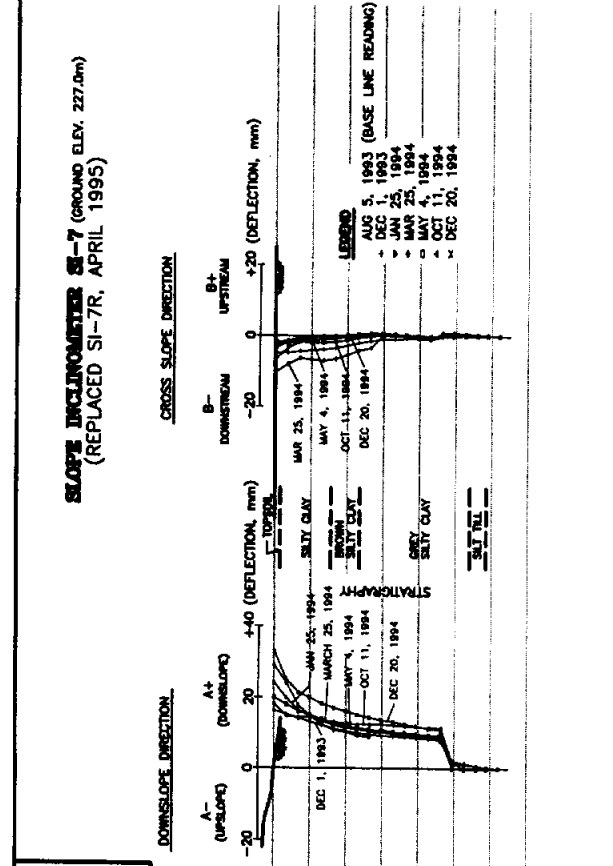 SLOPE INCLINOMETER SI-7 (GROUND ELEV. 227.0m)
(REPLACED SI-7R, APRIL 1995)
DOWNSLOPE DIRECTION
A-
(UPSLOPE)
A+
(DOWNSLOPE)
-20
0
20
+40 (DEFLECTION, mm)
DEC 1, 1993
JAN 25, 1994
MARCH 25, 1994
MAY 4, 1994
OCT 11, 1994
DEC 20, 1994
STRATIGRAPHY
TOPSOIL
SILTY CLAY
BROWN
SILTY CLAY
GREY
SILTY CLAY
SILT TILL
CROSS SLOPE DIRECTION
B-
DOWNSTREAM
B+
UPSTREAM
-20
0
+20 (DEFLECTION, mm)
MAR 25, 1994
MAY 4, 1994
OCT 11, 1994
DEC 20, 1994
LEGEND
AUG 5, 1993 (BASE LINE READING)
DEC 1, 1993
JAN 25, 1994
MAR 25, 1994
MAY 4, 1994
OCT 11, 1994
DEC 20, 1994